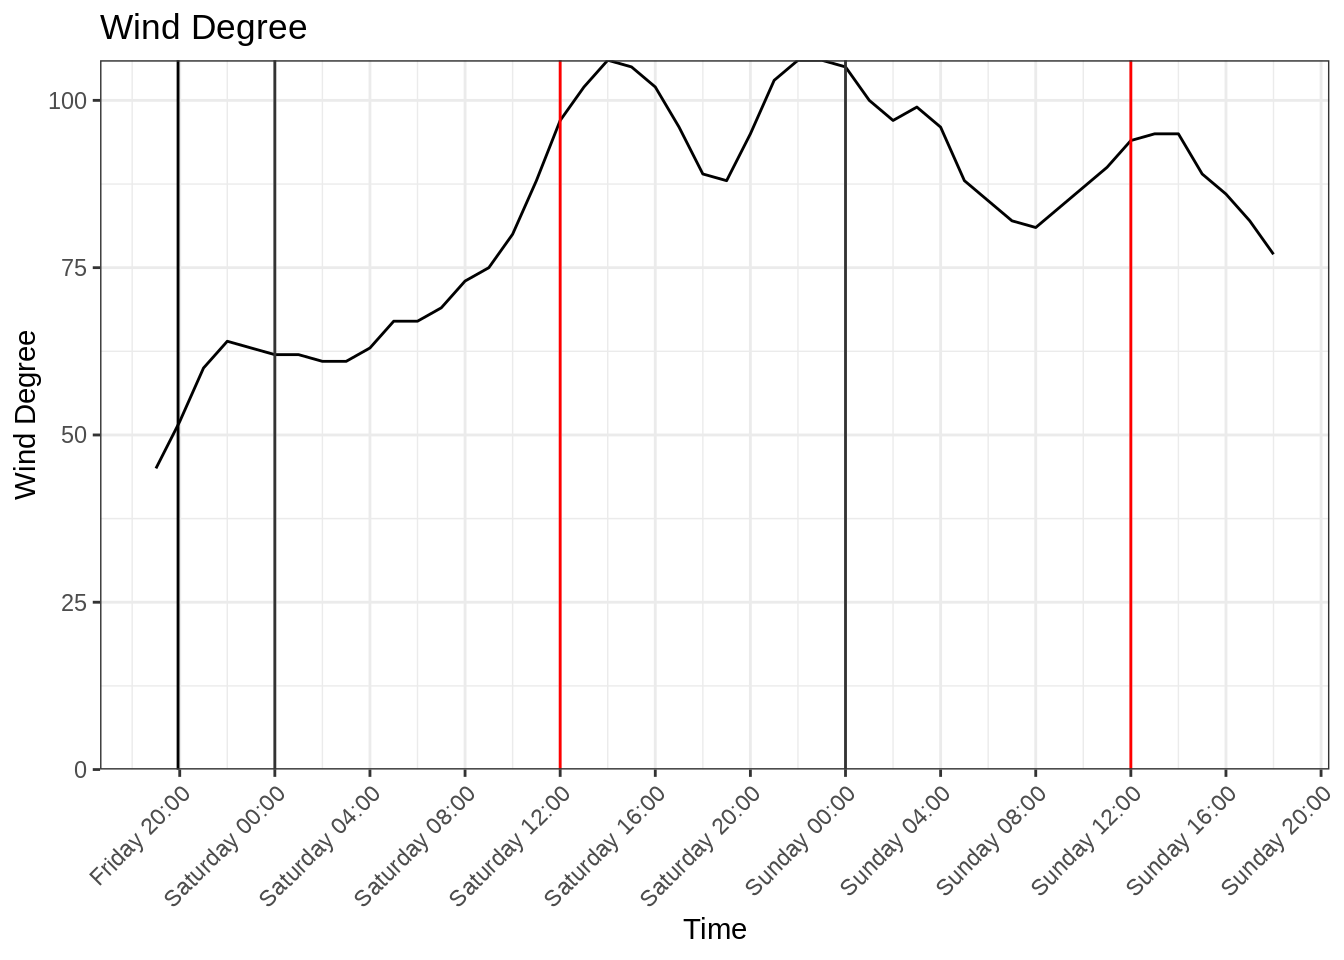 Wind Degree
Wind Degree
100
75
50
25
0
Friday 20:00
Saturday 00:00
Saturday 04:00
Saturday 08:00
Saturday 12:00
Saturday 16:00
Saturday 20:00
Sunday 00:00
Sunday 04:00
Sunday 08:00
Sunday 12:00
Sunday 16:00
Sunday 20:00
Time